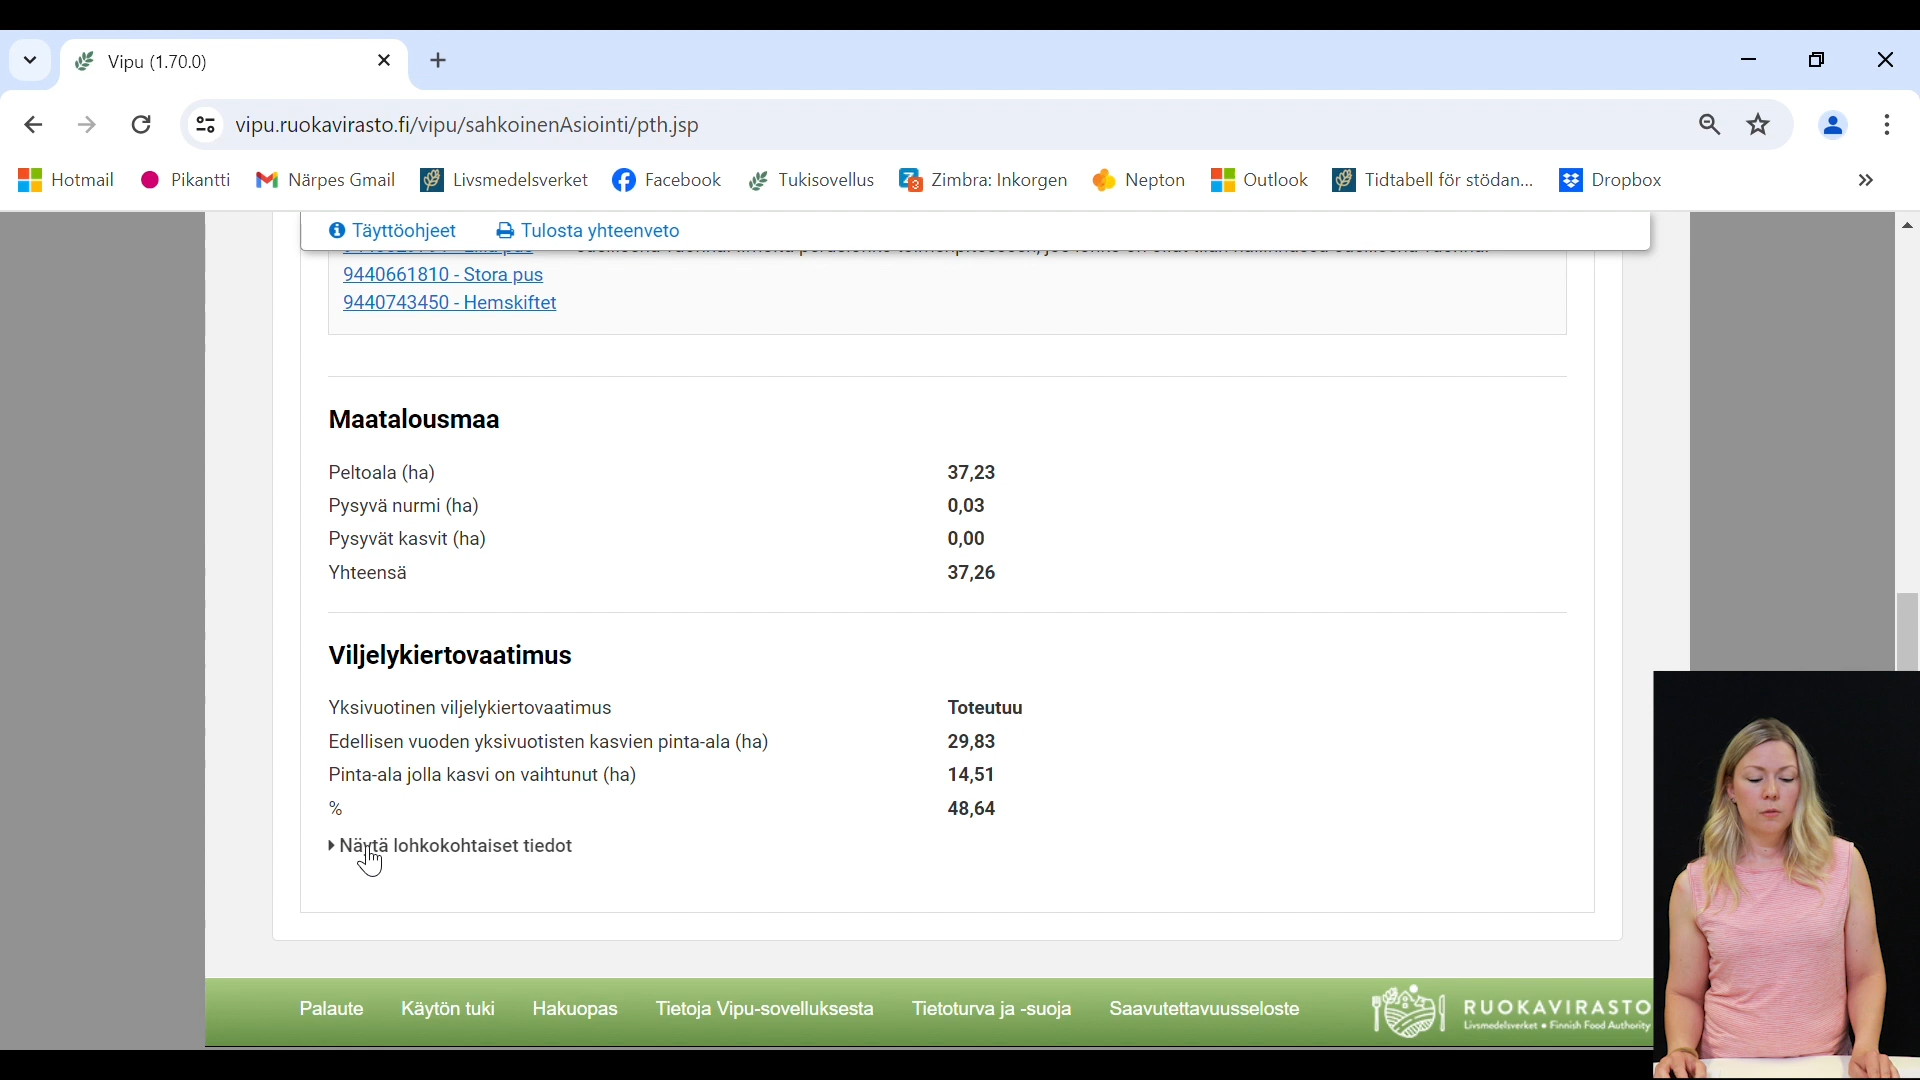 Vipu (1.70.0)
vipu.ruokavirasto.fi/vipu/sahkoinenAsiointi/pth.jsp
Hotmail Pikantti Närpes Gmail Livsmedelsverket Facebook Tukisovellus Zimbra: Inkorgen Nepton Outlook Tidtabell för stödan... Dropbox
Täyttöohjeet Tulosta yhteenveto
9440661810 - Stora pus
9440743450 - Hemskiftet
Maatalousmaa
Peltoala (ha) 37,23
Pysyvä nurmi (ha) 0,03
Pysyvät kasvit (ha) 0,00
Yhteensä 37,26
Viljelykiertovaatimus
Yksivuotinen viljelykiertovaatimus Toteutuu
Edellisen vuoden yksivuotisten kasvien pinta-ala (ha) 29,83
Pinta-ala jolla kasvi on vaihtunut (ha) 14,51
% 48,64
Näytä lohkokohtaiset tiedot
Palaute Käytön tuki Hakuopas Tietoja Vipu-sovelluksesta Tietoturva ja -suoja Saavutettavuusseloste RUOKAVIRASTO
Livsmedelsverket • Finnish Food Authority